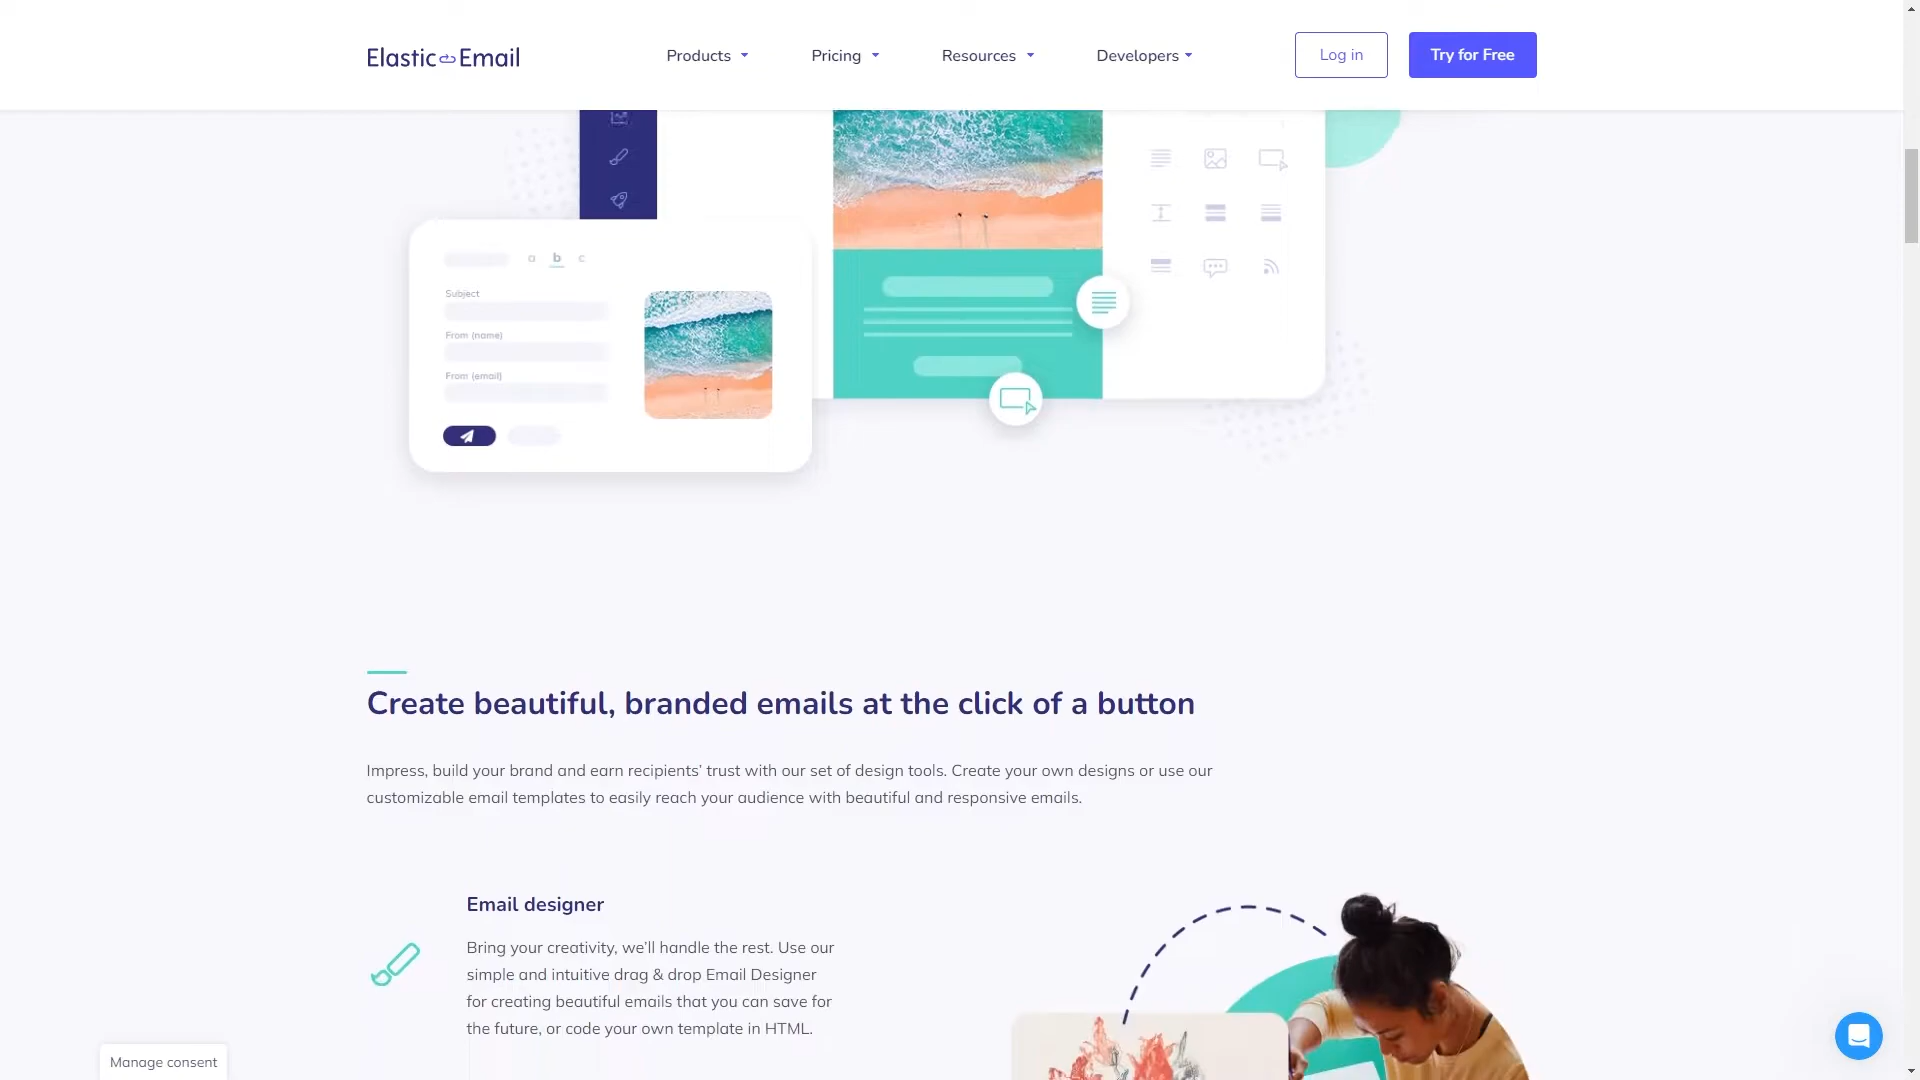 Elastic Email
Products
Pricing
Resources
Developers
Log in
Try for Free
a b c
Subject
From (name)
From (email)
Create beautiful, branded emails at the click of a button
Impress, build your brand and earn recipients’ trust with our set of design tools. Create your own designs or use our
customizable email templates to easily reach your audience with beautiful and responsive emails.
Email designer
Bring your creativity, we’ll handle the rest. Use our
simple and intuitive drag & drop Email Designer
for creating beautiful emails that you can save for
the future, or code your own template in HTML.
Manage consent